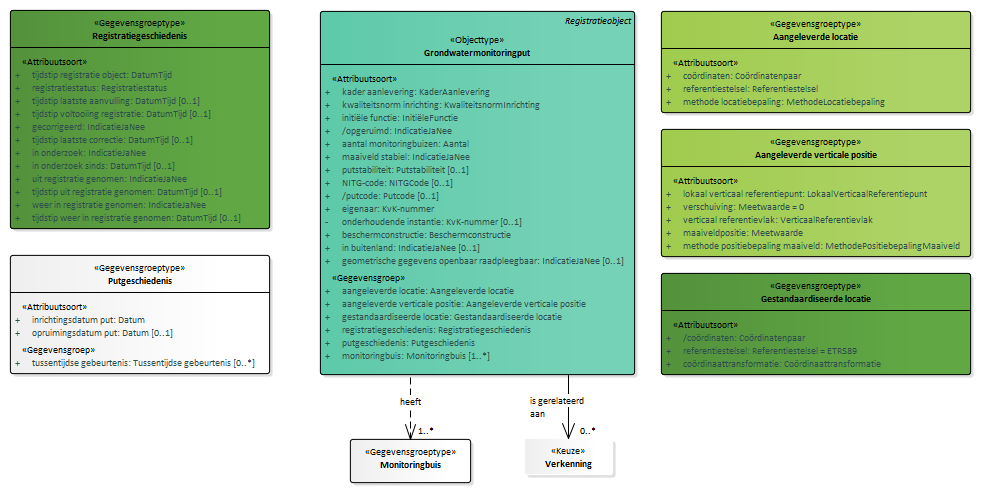 «Gegevensgroeptype»
Registratiegeschiedenis
«Attribuutsoort»
+ tijdstip registratie object: DatumTijd
+ registratiestatus: Registratiestatus
+ tijdstip laatste aanvulling: DatumTijd [0..1]
+ tijdstip voltooiing registratie: DatumTijd [0..1]
+ gecorrigeerd: IndicatieJaNee
+ tijdstip laatste correctie: DatumTijd [0..1]
+ in onderzoek: IndicatieJaNee
+ in onderzoek sinds: DatumTijd [0..1]
+ uit registratie genomen: IndicatieJaNee
+ tijdstip uit registratie genomen: DatumTijd [0..1]
+ weer in registratie genomen: IndicatieJaNee
+ tijdstip weer in registratie genomen: DatumTijd [0..1]
«Gegevensgroeptype»
Putgeschiedenis
«Attribuutsoort»
+ inrichtingsdatum put: Datum
+ opruimingsdatum put: Datum [0..1]
«Gegevensgroep»
+ tussentijdse gebeurtenis: Tussentijdse gebeurtenis [0..*]
Registratieobject
«Objecttype»
Grondwatermonitoringput
«Attribuutsoort»
+ kader aanlevering: KaderAanlevering
+ kwaliteitsnorm inrichting: KwaliteitsnormInrichting
+ initiële functie: InitiëleFunctie
+ /opgeruimd: IndicatieJaNee
+ aantal monitoringbuizen: Aantal
+ maaiveld stabiel: IndicatieJaNee
+ putstabiliteit: Putstabiliteit [0..1]
+ NITG-code: NITGCode [0..1]
+ /putcode: Putcode [0..1]
+ eigenaar: KvK-nummer
- onderhoudende instantie: KvK-nummer [0..1]
+ beschermconstructie: Beschermconstructie
+ in buitenland: IndicatieJaNee [0..1]
+ geometrische gegevens openbaar raadpleegbaar: IndicatieJaNee [0..1]
«Gegevensgroep»
+ aangeleverde locatie: Aangeleverde locatie
+ aangeleverde verticale positie: Aangeleverde verticale positie
+ gestandaardiseerde locatie: Gestandaardiseerde locatie
+ registratiegeschiedenis: Registratiegeschiedenis
+ putgeschiedenis: Putgeschiedenis
+ monitoringbuis: Monitoringbuis [1..*]
heeft
1..*
«Gegevensgroeptype»
Monitoringbuis
is gerelateerd
aan
0..*
«Keuze»
Verkenning
«Gegevensgroeptype»
Aangeleverde locatie
«Attribuutsoort»
+ coördinaten: Coördinatenpaar
+ referentiestelsel: Referentiestelsel
+ methode locatiebepaling: MethodeLocatiebepaling
«Gegevensgroeptype»
Aangeleverde verticale positie
«Attribuutsoort»
+ lokaal verticaal referentiepunt: LokaalVerticaalReferentiepunt
+ verschuiving: Meetwaarde = 0
+ verticaal referentievlak: VerticaalReferentievlak
+ maaiveldpositie: Meetwaarde
+ methode positiebepaling maaiveld: MethodePositiebepalingMaaiveld
«Gegevensgroeptype»
Gestandaardiseerde locatie
«Attribuutsoort»
+ /coördinaten: Coördinatenpaar
+ referentiestelsel: Referentiestelsel = ETRS89
+ coördinaattransformatie: Coördinaattransformatie